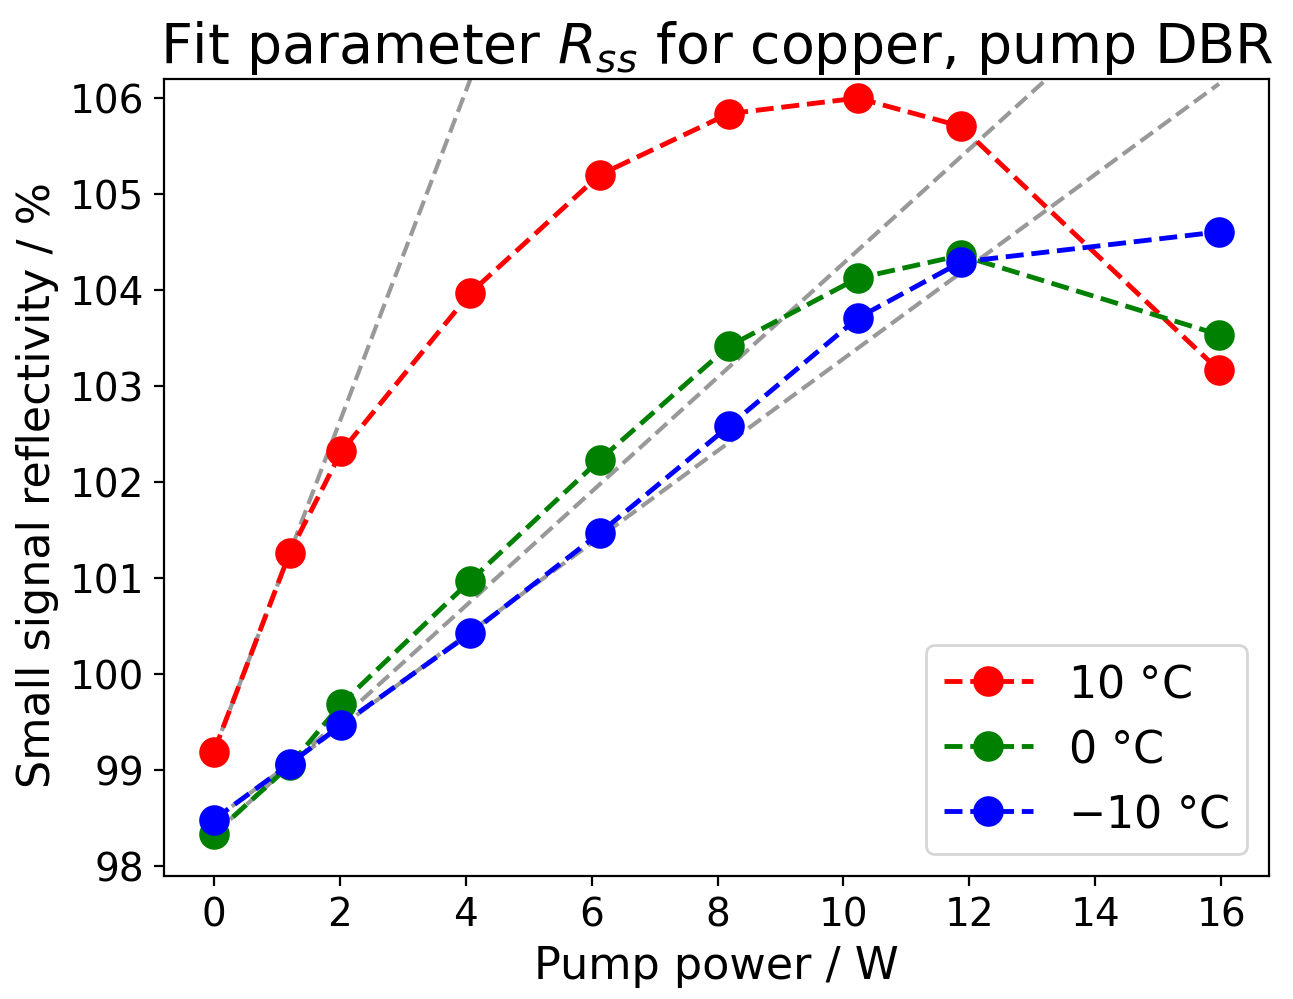 Fit parameter R_ss for copper, pump DBR
Small signal reflectivity / %
106
105
104
103
102
101
100
99
98
0 2 4 6 8 10 12 14 16
Pump power / W
10 °C
0 °C
−10 °C